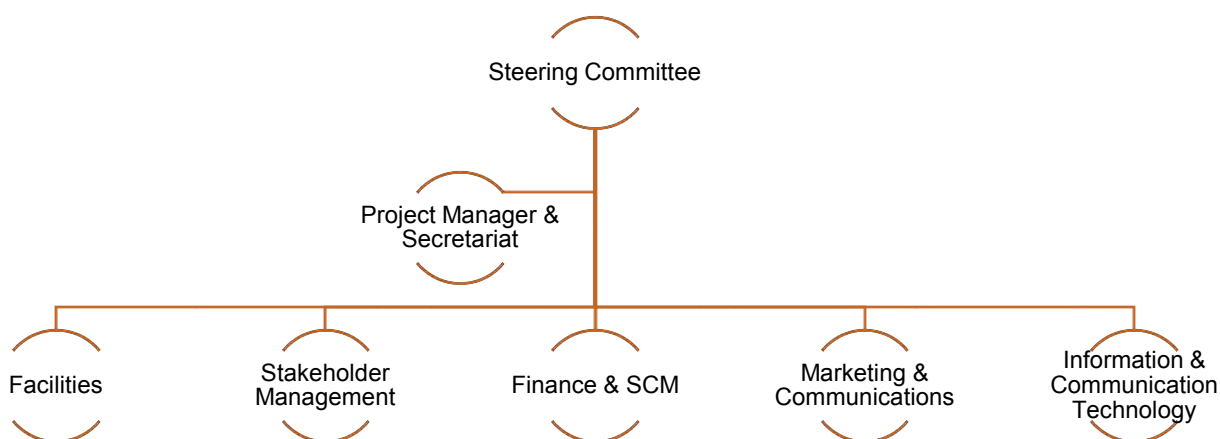 Steering Committee
Project Manager &
Secretariat
Facilities
Stakeholder
Management
Finance & SCM
Marketing &
Communications
Information &
Communication
Technology